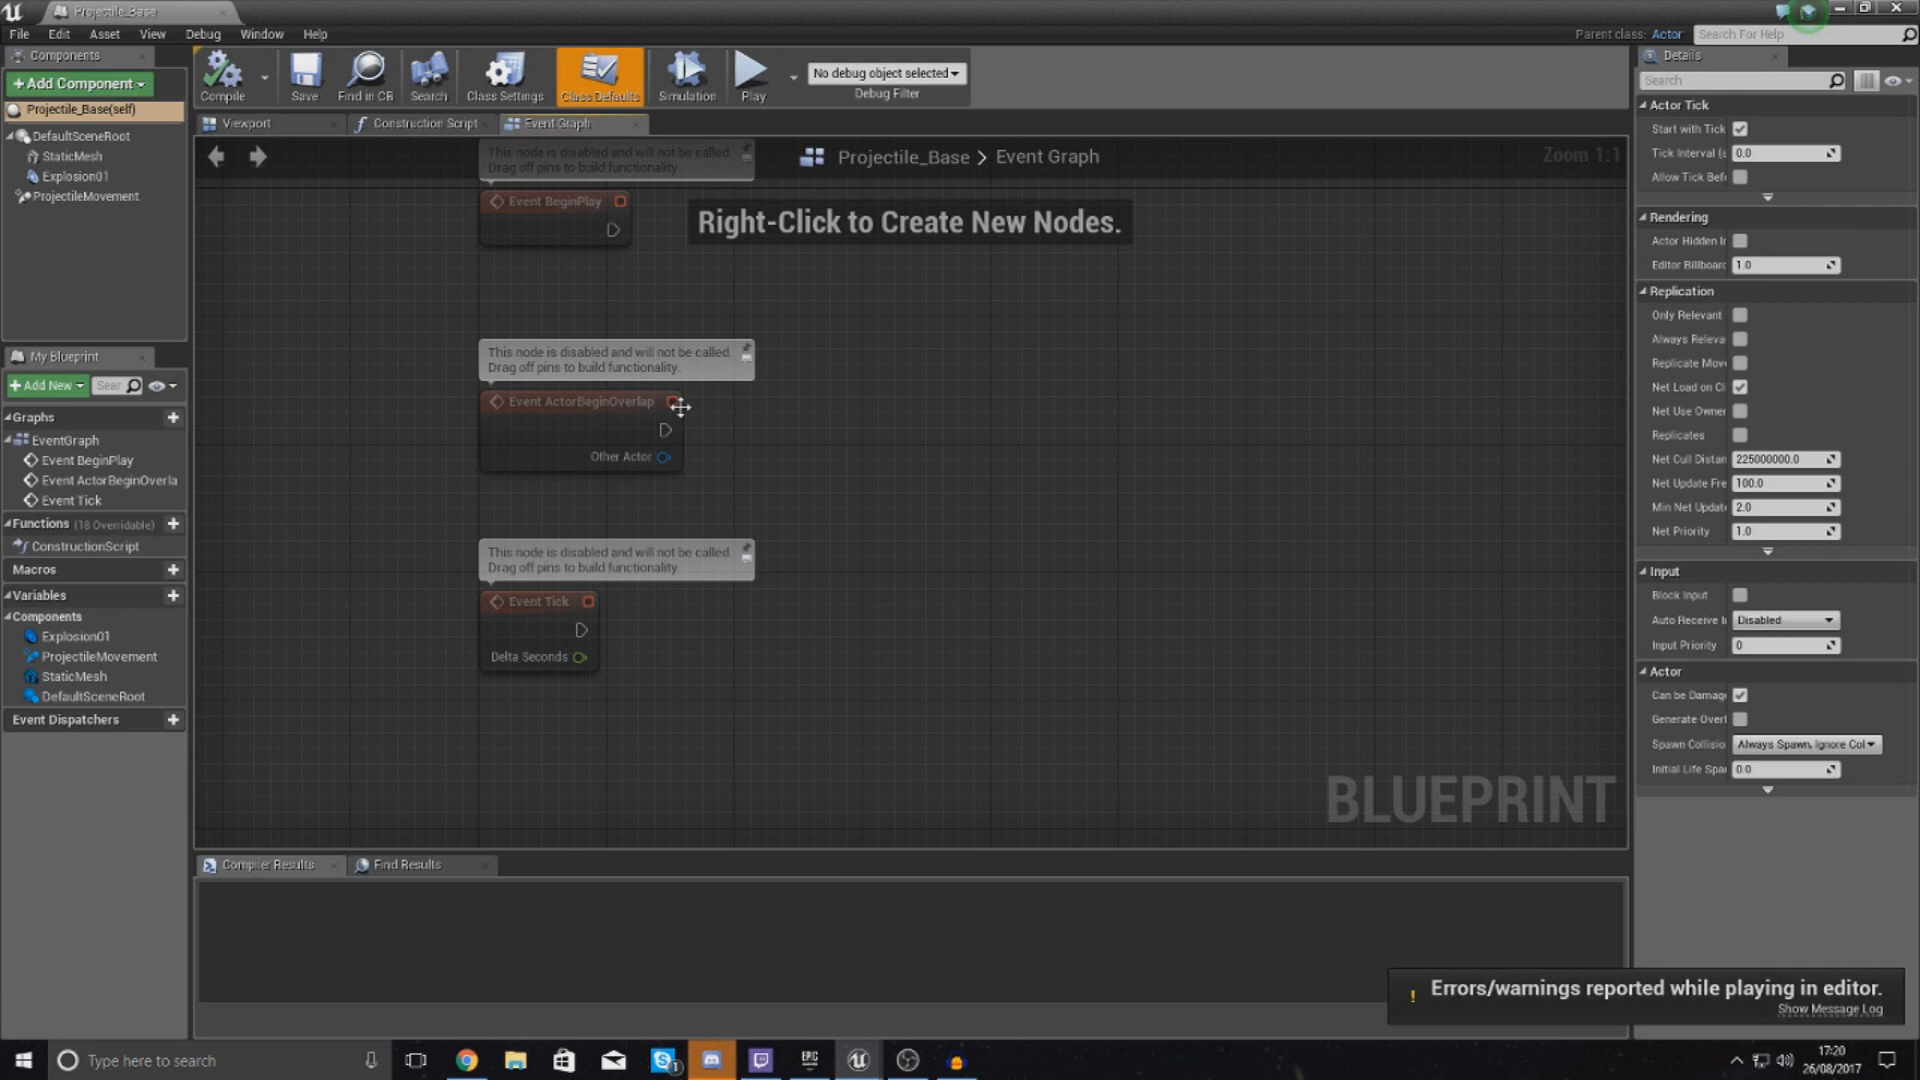 Projectile_Base
File Edit Asset View Debug Window Help
Parent class: Actor
Search For Help
Components
+Add Component
Projectile_Base(self)
DefaultSceneRoot
StaticMesh
Explosion01
ProjectileMovement
My Blueprint
+Add New
Sear
Graphs
EventGraph
Event BeginPlay
Event ActorBeginOverla
Event Tick
Functions (18 Overridable)
ConstructionScript
Macros
Variables
Components
Explosion01
ProjectileMovement
StaticMesh
DefaultSceneRoot
Event Dispatchers
Compile
Save
Find in CB
Search
Class Settings
Class Defaults
Simulation
Play
No debug object selected
Debug Filter
Viewport
Construction Script
Event Graph
Projectile_Base > Event Graph
Zoom 1:1
This node is disabled and will not be called.
Drag off pins to build functionality.
Event BeginPlay
Right-Click to Create New Nodes.
This node is disabled and will not be called.
Drag off pins to build functionality.
Event ActorBeginOverlap
Other Actor
This node is disabled and will not be called.
Drag off pins to build functionality.
Event Tick
Delta Seconds
BLUEPRINT
Compiler Results
Find Results
Details
Search
Actor Tick
Start with Tick
Tick Interval (s
0.0
Allow Tick Bef
Rendering
Actor Hidden I
Editor Billboar
1.0
Replication
Only Relevant
Always Releva
Replicate Mov
Net Load on Cl
Net Use Owner
Replicates
Net Cull Distan
225000000.0
Net Update Fre
100.0
Min Net Updat
2.0
Net Priority
1.0
Input
Block Input
Auto Receive I
Disabled
Input Priority
0
Actor
Can be Damag
Generate Overl
Spawn Collisio
Always Spawn, Ignore Col
Initial Life Spa
0.0
Errors/warnings reported while playing in editor.
Show Message Log
Type here to search
EPIC
17:20
26/08/2017